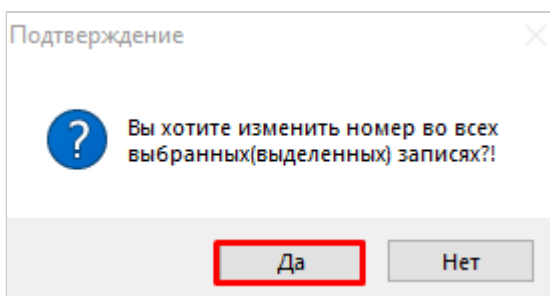 Подтверждение
Вы хотите изменить номер во всех
выбранных(выделенных) записях?!
Да
Нет